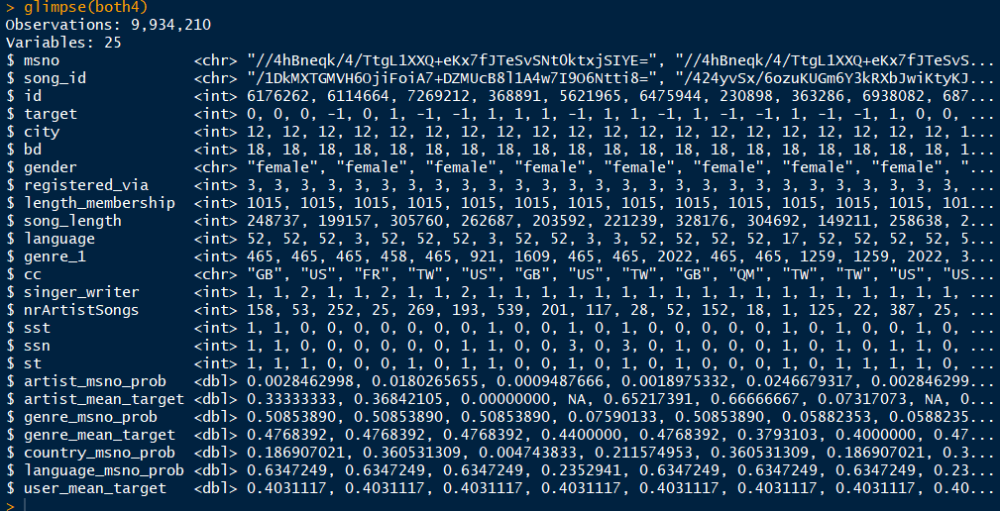 > glimpse(both4)
Observations: 9,934,210
Variables: 25
$ msno <chr> "//4hBneqk/4/TtgL1XXQ+eKx7fJTeSvSNt0ktxjSIYE=", "//4hBneqk/4/TtgL1XXQ+eKx7fJTeSvS...
$ song_id <chr> "/1DkMXTGMVH6OjiFoiA7+DZMUcB8l1A4w7I9O6Ntti8=", "/424yvSx/6ozuKUGm6Y3kRXbJwiKtyKJ...
$ id <int> 6176262, 6114664, 7269212, 368891, 5621965, 6475944, 230898, 363286, 6938082, 687...
$ target <int> 0, 0, 0, -1, 0, 1, -1, -1, 1, 1, 1, -1, 1, 1, -1, 1, -1, -1, 1, -1, -1, 1, 0, 0, ...
$ city <int> 12, 12, 12, 12, 12, 12, 12, 12, 12, 12, 12, 12, 12, 12, 12, 12, 12, 12, 12, 12, 1...
$ bd <int> 18, 18, 18, 18, 18, 18, 18, 18, 18, 18, 18, 18, 18, 18, 18, 18, 18, 18, 18, 18, 1...
$ gender <chr> "female", "female", "female", "female", "female", "female", "female", "female", "...
$ registered_via <int> 3, 3, 3, 3, 3, 3, 3, 3, 3, 3, 3, 3, 3, 3, 3, 3, 3, 3, 3, 3, 3, 3, 3, 3, 3, 3, 3, ...
$ length_membership <int> 1015, 1015, 1015, 1015, 1015, 1015, 1015, 1015, 1015, 1015, 1015, 1015, 1015, 101...
$ song_length <int> 248737, 199157, 305760, 262687, 203592, 221239, 328176, 304692, 149211, 258638, 2...
$ language <int> 52, 52, 52, 3, 52, 52, 52, 3, 52, 52, 3, 3, 52, 52, 52, 52, 17, 52, 52, 52, 52, 5...
$ genre_1 <int> 465, 465, 465, 458, 465, 921, 1609, 465, 465, 2022, 465, 465, 1259, 1259, 2022, 3...
$ cc <chr> "GB", "US", "FR", "TW", "US", "GB", "US", "TW", "GB", "QM", "TW", "TW", "US", "US...
$ singer_writer <int> 1, 1, 2, 1, 1, 2, 1, 1, 2, 1, 1, 1, 1, 1, 1, 1, 1, 1, 1, 1, 1, 1, 1, 1, 1, 1, 1, ...
$ nrArtistSongs <int> 158, 53, 252, 25, 269, 193, 539, 201, 117, 28, 52, 152, 18, 1, 125, 22, 387, 25, ...
$ sst <int> 1, 1, 0, 0, 0, 0, 0, 0, 1, 0, 0, 1, 0, 1, 0, 1, 0, 0, 0, 0, 0, 1, 0, 0, 1, 0, ...
$ ssn <int> 1, 1, 0, 0, 0, 0, 0, 0, 1, 1, 0, 0, 3, 0, 3, 0, 1, 0, 0, 0, 1, 0, 1, 1, 0, ...
$ st <int> 1, 1, 1, 0, 0, 1, 0, 1, 1, 0, 0, 1, 0, 1, 0, 1, 0, 1, 0, 0, 1, 0, 1, 1, 0, ...
$ artist_msno_prob <dbl> 0.0028462998, 0.0180265655, 0.0009487666, 0.0018975332, 0.0246679317, 0.002846299...
$ artist_mean_target <dbl> 0.33333333, 0.36842105, 0.00000000, NA, 0.65217391, 0.66666667, 0.07317073, NA, 0...
$ genre_msno_prob <dbl> 0.50853890, 0.50853890, 0.50853890, 0.07590133, 0.50853890, 0.05882353, 0.0588235...
$ genre_mean_target <dbl> 0.4768392, 0.4768392, 0.4768392, 0.4400000, 0.4768392, 0.3793103, 0.4000000, 0.47...
$ country_msno_prob <dbl> 0.186907021, 0.360531309, 0.004743833, 0.211574953, 0.360531309, 0.186907021, 0.3...
$ language_msno_prob <dbl> 0.6347249, 0.6347249, 0.6347249, 0.2352941, 0.6347249, 0.6347249, 0.6347249, 0.23...
$ user_mean_target <dbl> 0.4031117, 0.4031117, 0.4031117, 0.4031117, 0.4031117, 0.4031117, 0.4031117, 0.40...
>